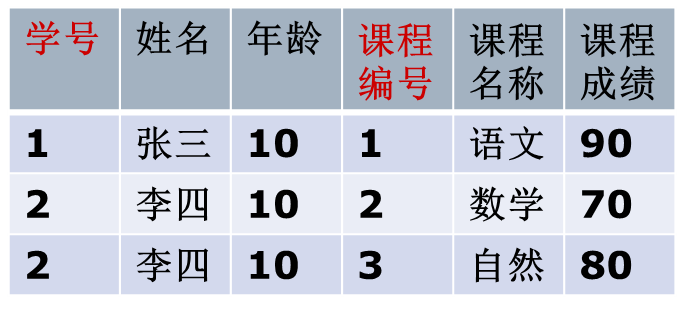 学号 姓名 年龄 课程编号 课程名称 课程成绩
1 张三 10 1 语文 90
2 李四 10 2 数学 70
2 李四 10 3 自然 80